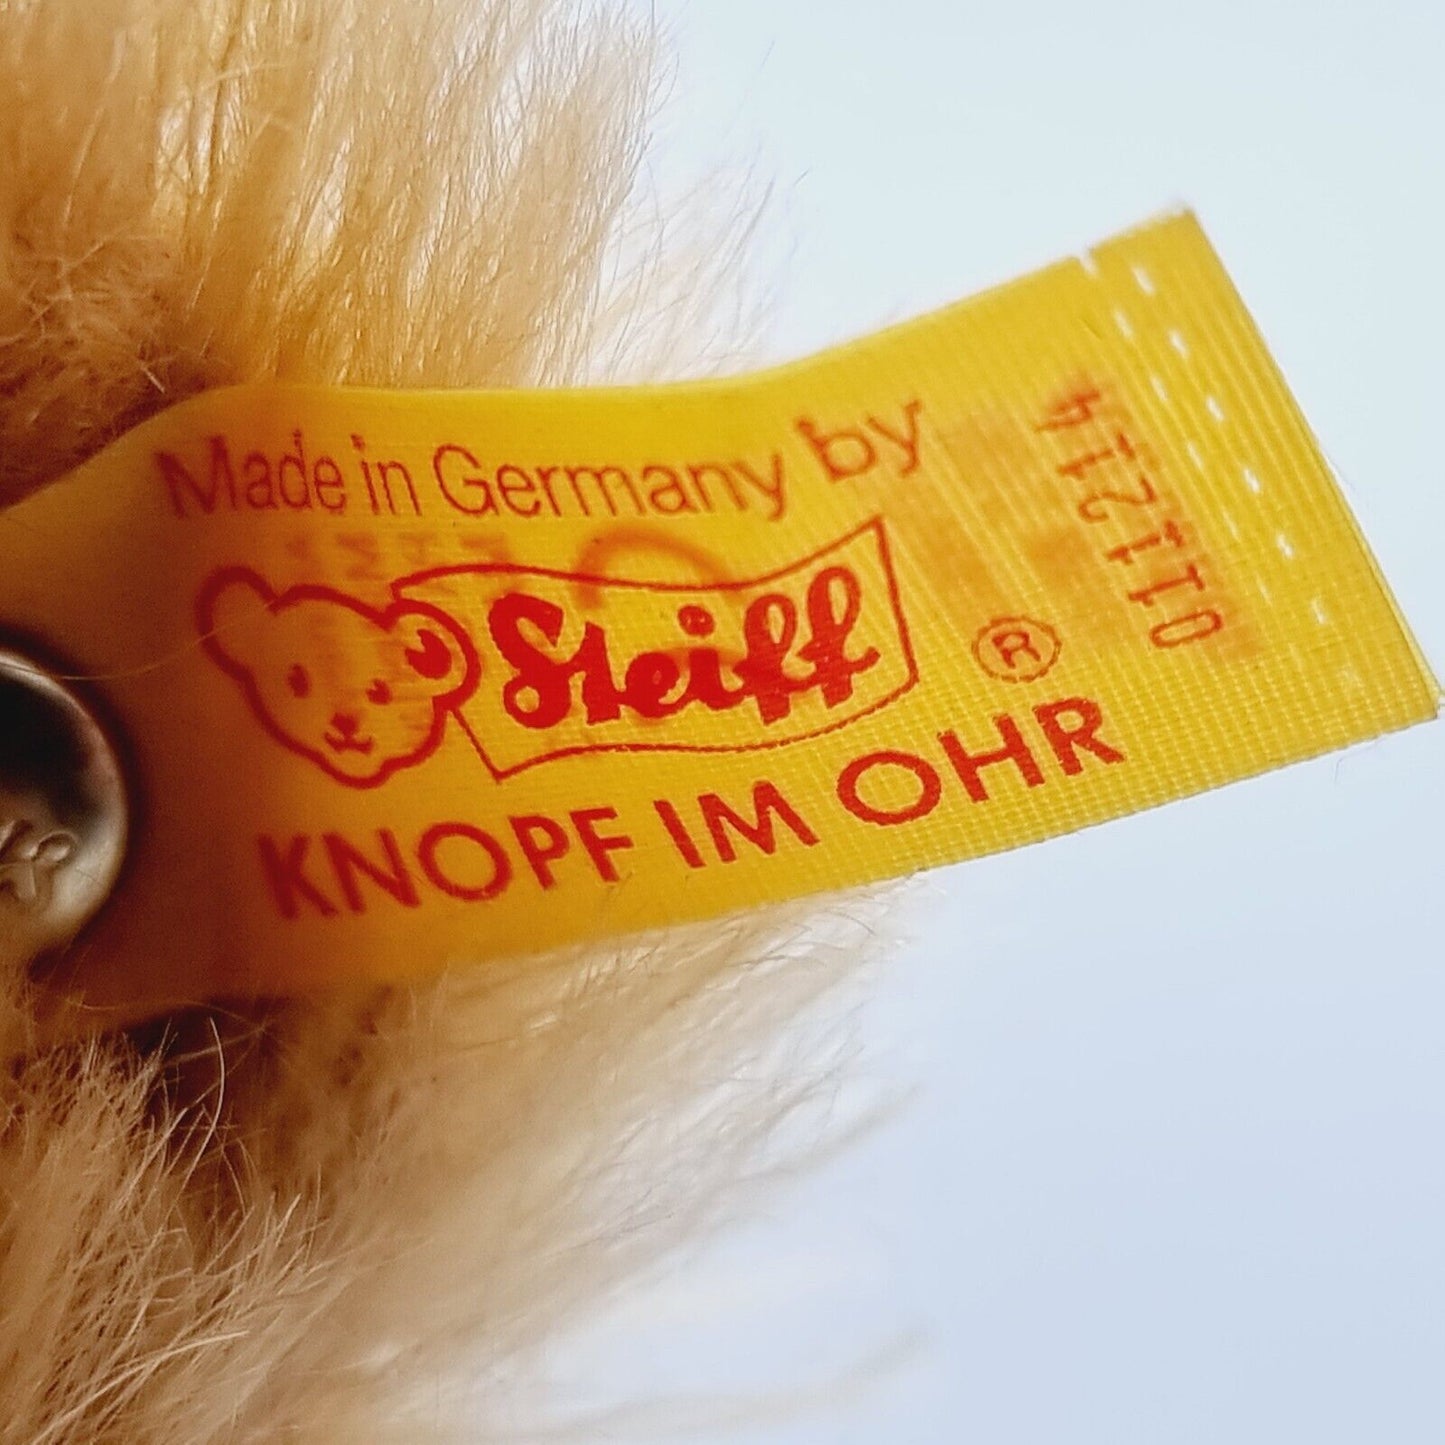 Made in Germany by
Steiff ®
KNOPF IM OHR
011214